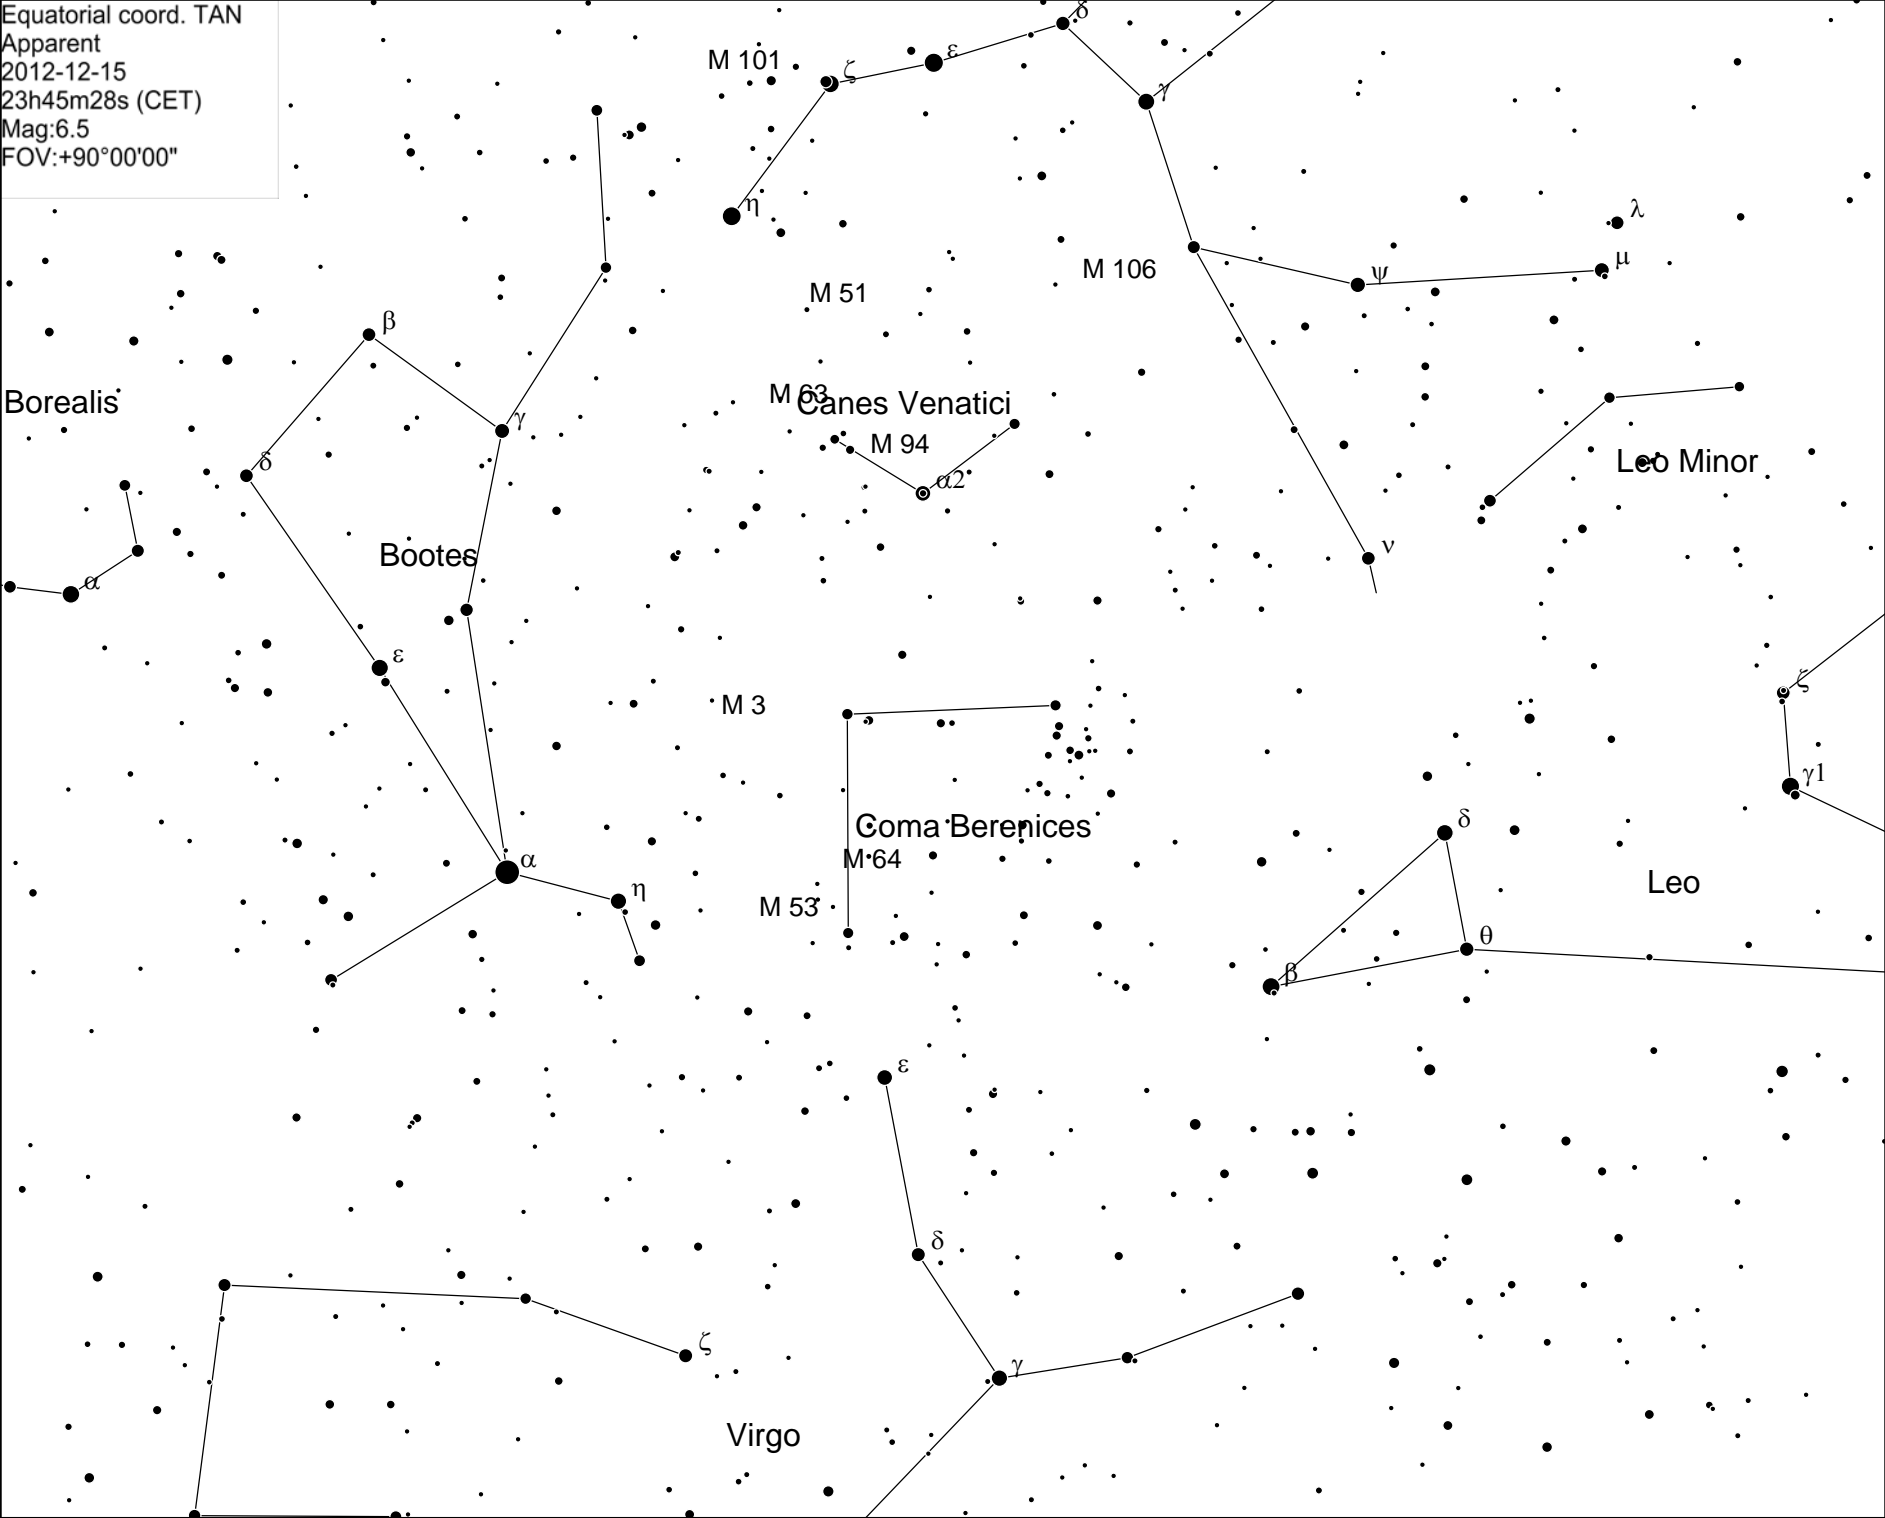 Equatorial coord. TAN
Apparent
2012-12-15
23h45m28s (CET)
Mag:6.5
FOV:+90°00'00"
δ
M 101
ζ
ε
γ
η
λ
μ
M 106
ψ
M 51
β
M 63
Canes Venatici
Borealis
γ
M 94
δ
α2
Leo Minor
Bootes
ν
α
ε
ζ
M 3
γ1
δ
Coma Berenices
M 64
α
Leo
η
M 53
θ
β
ε
δ
ζ
γ
Virgo